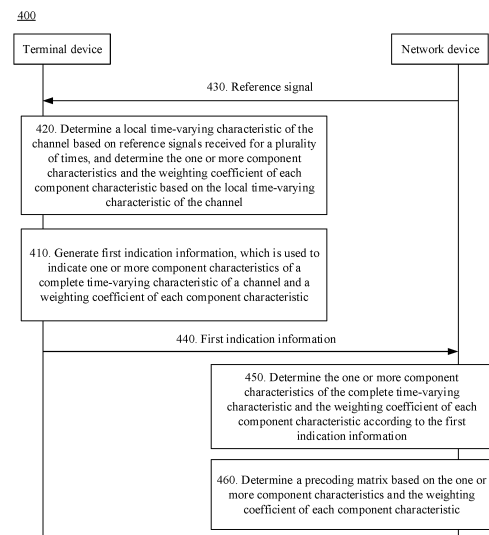 400
Terminal device
Network device
430. Reference signal
420. Determine a local time-varying characteristic of the
channel based on reference signals received for a plurality
of times, and determine the one or more component
characteristics and the weighting coefficient of each
component characteristic based on the local time-varying
characteristic of the channel
410. Generate first indication information, which is used to
indicate one or more component characteristics of a
complete time-varying characteristic of a channel and a
weighting coefficient of each component characteristic
440. First indication information
450. Determine the one or more component
characteristics of the complete time-varying
characteristic and the weighting coefficient of each
component characteristic according to the first
indication information
460. Determine a precoding matrix based on the one or
more component characteristics and the weighting
coefficient of each component characteristic